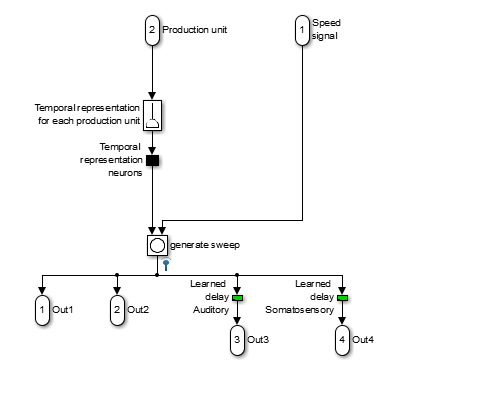 2 Production unit
1 Speed
signal
Temporal representation
for each production unit
Temporal
representation
neurons
generate sweep
Learned
delay
Auditory
Learned
delay
Somatosensory
1 Out1
2 Out2
3 Out3
4 Out4